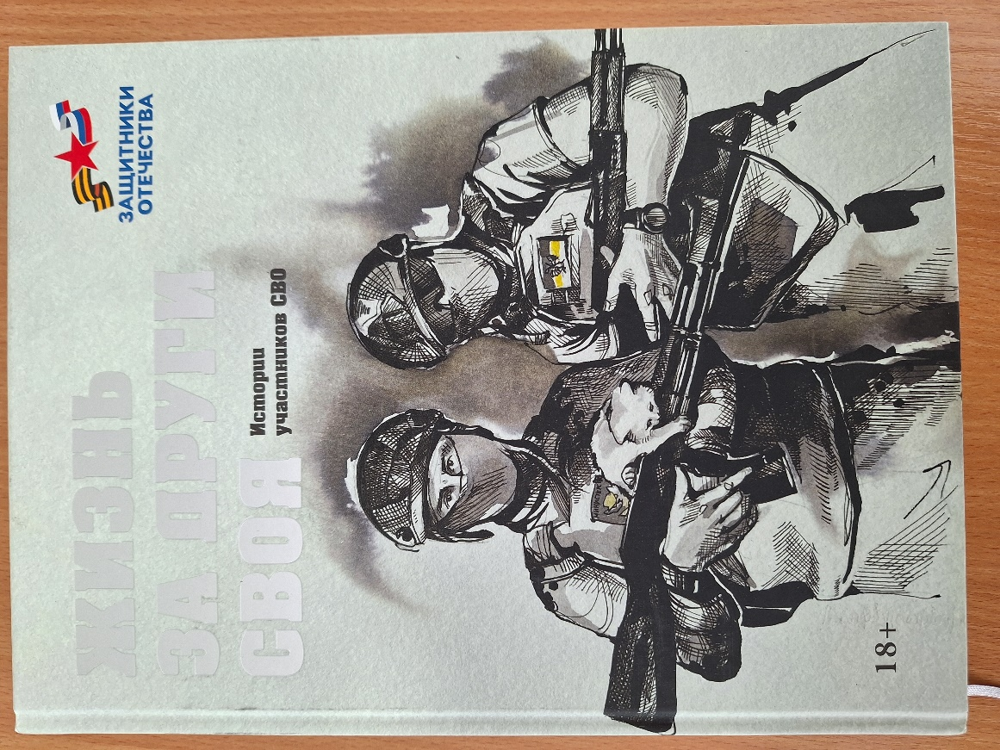 ЗАЩИТНИКИ
ОТЕЧЕСТВА
ЖИЗНЬ
ЗА ДРУГИ
СВОЯ
Истории
участников СВО
18+